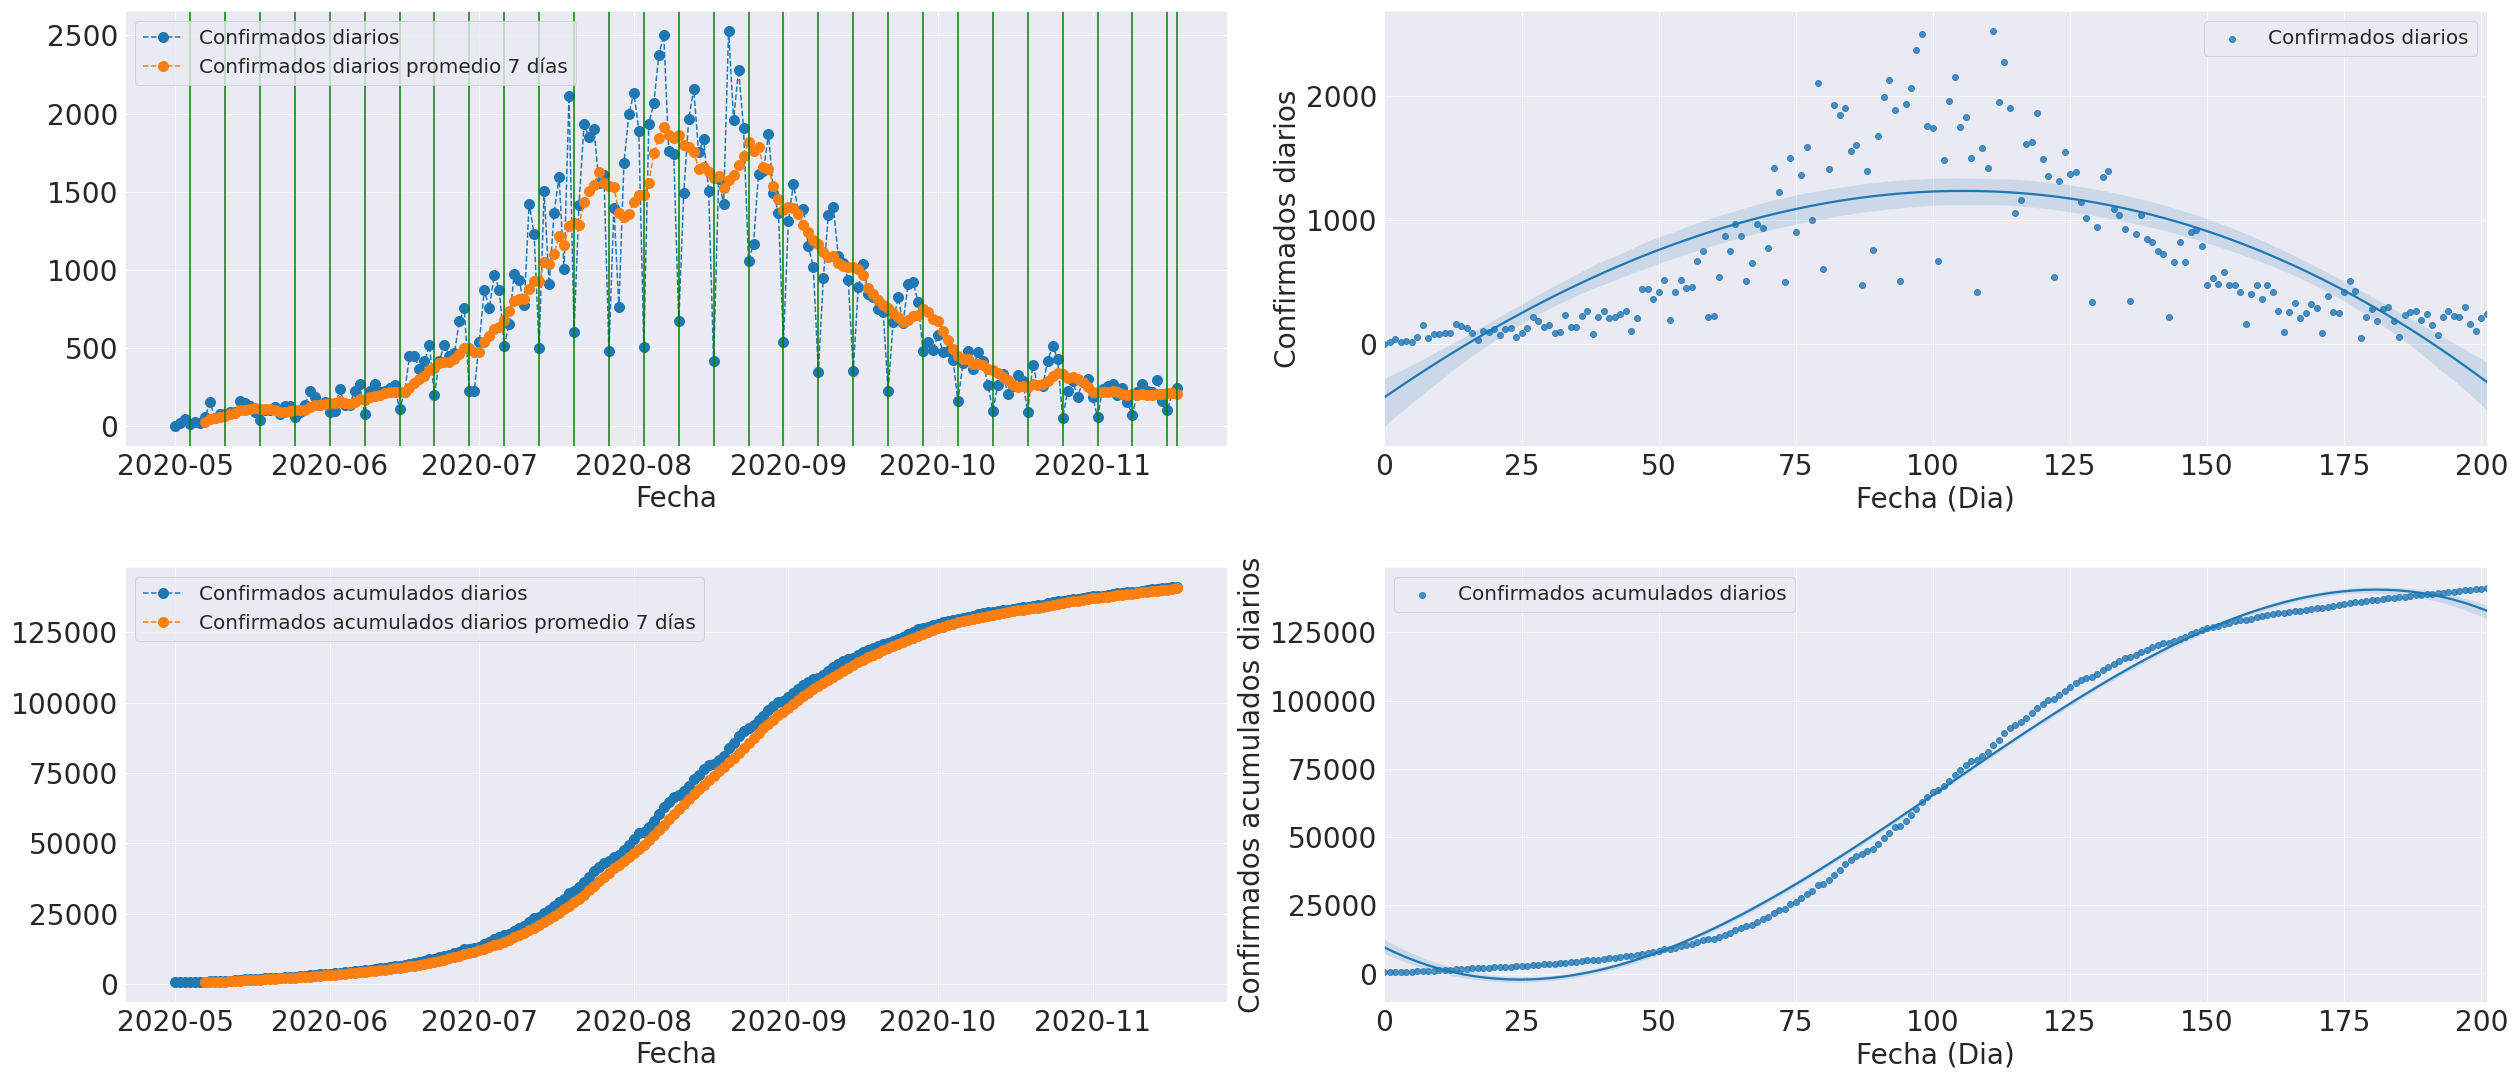 Confirmados diarios
Confirmados diarios promedio 7 días
2500
2000
1500
1000
500
0
2020-05 2020-06 2020-07 2020-08 2020-09 2020-10 2020-11
Fecha
Confirmados diarios
Confirmados diarios
2000
1000
0
0 25 50 75 100 125 150 175 200
Fecha (Dia)
Confirmados acumulados diarios
Confirmados acumulados diarios promedio 7 días
125000
100000
75000
50000
25000
0
2020-05 2020-06 2020-07 2020-08 2020-09 2020-10 2020-11
Fecha
Confirmados acumulados diarios
Confirmados acumulados diarios
125000
100000
75000
50000
25000
0
0 25 50 75 100 125 150 175 200
Fecha (Dia)